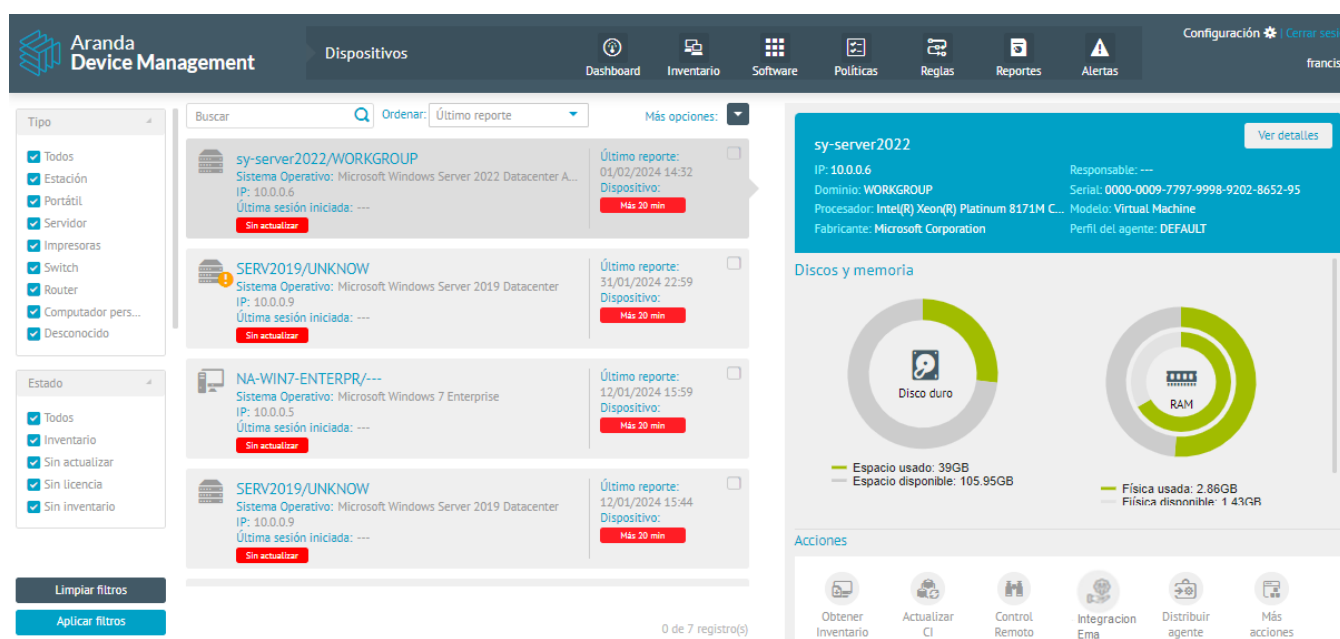 Aranda
Device Management
Dispositivos
Dashboard
Inventario
Software
Políticas
Reglas
Reportes
Alertas
Configuración | Cerrar sesi
francis
Tipo
Todos
Estación
Portátil
Servidor
Impresoras
Switch
Router
Computador pers...
Desconocido
Estado
Todos
Inventario
Sin actualizar
Sin licencia
Sin inventario
Limpiar filtros
Aplicar filtros
Buscar
Ordenar: Último reporte
Más opciones:
sy-server2022/WORKGROUP
Sistema Operativo: Microsoft Windows Server 2022 Datacenter A...
IP: 10.0.0.6
Última sesión iniciada: ---
Sin actualizar
Último reporte:
01/02/2024 14:32
Dispositivo:
Más 20 min
SERV2019/UNKNOW
Sistema Operativo: Microsoft Windows Server 2019 Datacenter
IP: 10.0.0.9
Última sesión iniciada: ---
Sin actualizar
Último reporte:
31/01/2024 22:59
Dispositivo:
Más 20 min
NA-WIN7-ENTERPR/---
Sistema Operativo: Microsoft Windows 7 Enterprise
IP: 10.0.0.5
Última sesión iniciada: ---
Sin actualizar
Último reporte:
12/01/2024 15:59
Dispositivo:
Más 20 min
SERV2019/UNKNOW
Sistema Operativo: Microsoft Windows Server 2019 Datacenter
IP: 10.0.0.9
Última sesión iniciada: ---
Sin actualizar
Último reporte:
12/01/2024 15:44
Dispositivo:
Más 20 min
0 de 7 registro(s)
sy-server2022
Ver detalles
IP: 10.0.0.6
Responsable: ---
Dominio: WORKGROUP
Serial: 0000-0009-7797-9998-9202-8652-95
Procesador: Intel(R) Xeon(R) Platinum 8171M C...
Modelo: Virtual Machine
Fabricante: Microsoft Corporation
Perfil del agente: DEFAULT
Discos y memoria
Disco duro
Espacio usado: 39GB
Espacio disponible: 105.95GB
RAM
Física usada: 2.86GB
Física disponible: 1.43GB
Acciones
Obtener
Inventario
Actualizar
CI
Control
Remoto
Integracion
Ema
Distribuir
agente
Más
acciones